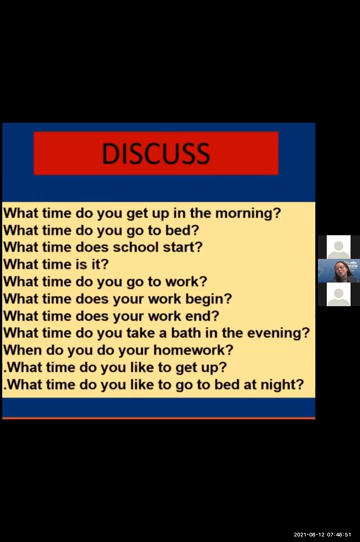 DISCUSS
What time do you get up in the morning?
What time do you go to bed?
What time does school start?
What time is it?
What time do you go to work?
What time does your work begin?
What time does your work end?
What time do you take a bath in the evening?
When do you do your homework?
.What time do you like to get up?
.What time do you like to go to bed at night?
2021-08-12 07:46:51